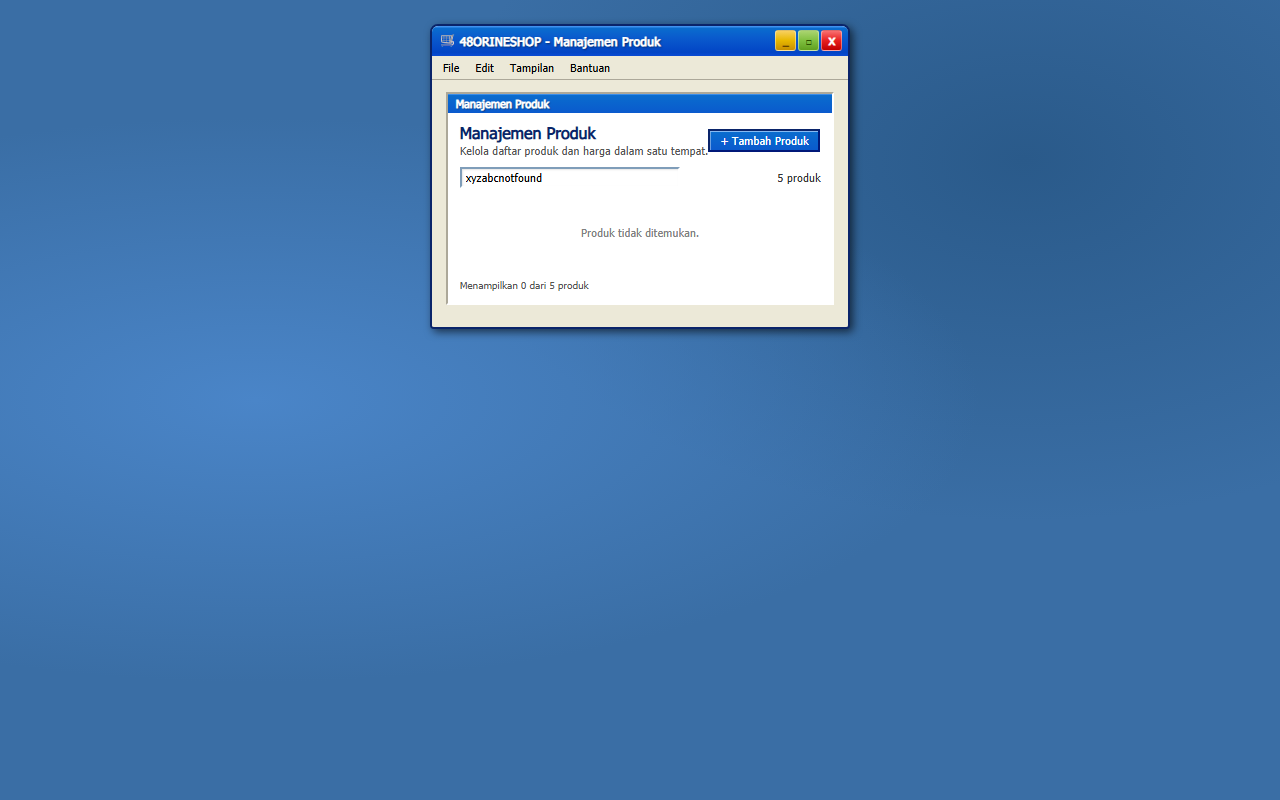 48ORINESHOP - Manajemen Produk
File Edit Tampilan Bantuan
Manajemen Produk
Manajemen Produk
+ Tambah Produk
Kelola daftar produk dan harga dalam satu tempat.
xyzabcnotfound 5 produk
Produk tidak ditemukan.
Menampilkan 0 dari 5 produk